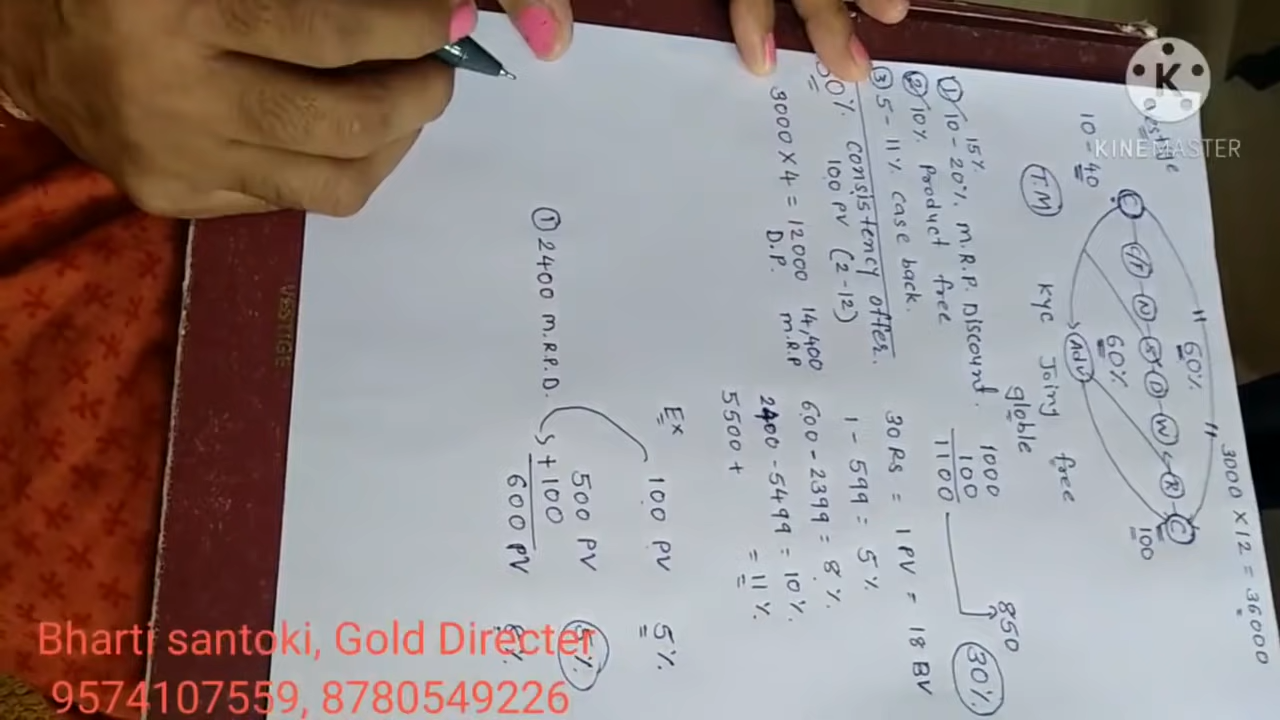 3000 X 12 = 36000
Vestige
10 - 40
C
C/F
N
S
D
W
R
C
60%
60%
100
T.M
Adv
KYC Joing free
globle
① 10 - 20% M.R.P. Discount.
15%
② 10% Product free
③ 5 - 11% Case back.
1000
100
1100
850
30%
consistency offer.
100 PV (2 - 12)
3000 X 4 = 12000
D.P.
14,400
M.R.P
30 RS = 1 PV = 18 BV
1 - 599 = 5%
600 - 2399 = 8%.
2400 - 5499 = 10%.
5500 + = 11%.
Ex 100 PV 5%.
500 PV 5%
+ 100
600 PV 8%.
① 2400 M.R.P.D.
VESTIGE
K
KINEMASTER
Bharti santoki, Gold Directer
9574107559, 8780549226